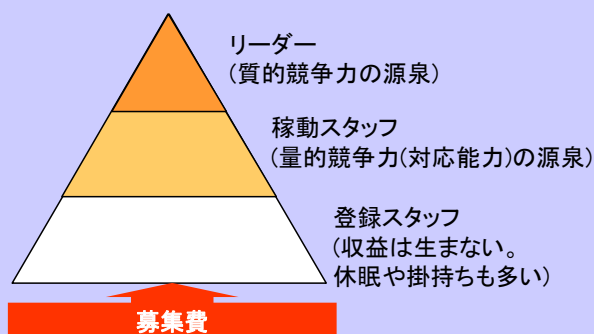 リーダー
(質的競争力の源泉)
稼動スタッフ
(量的競争力(対応能力)の源泉)
登録スタッフ
(収益は生まない。
休眠や掛持ちも多い)
募集費